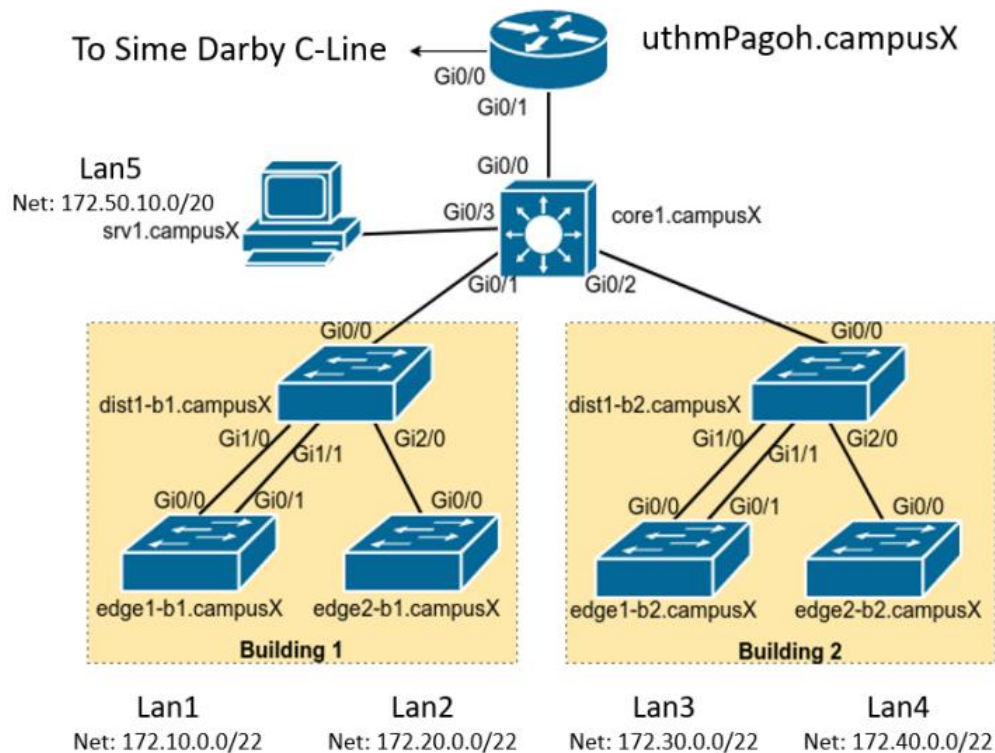 To Sime Darby C-Line
uthmPagoh.campusX
Gi0/0
Gi0/1
Gi0/0
Lan5
Net: 172.50.10.0/20
srv1.campusX
Gi0/3
core1.campusX
Gi0/1
Gi0/2
Gi0/0
dist1-b1.campusX
Gi1/0
Gi1/1
Gi2/0
Gi0/0
Gi0/1
Gi0/0
edge1-b1.campusX
edge2-b1.campusX
Building 1
Gi0/0
dist1-b2.campusX
Gi1/0
Gi1/1
Gi2/0
Gi0/0
Gi0/1
Gi0/0
edge1-b2.campusX
edge2-b2.campusX
Building 2
Lan1
Net: 172.10.0.0/22
Lan2
Net: 172.20.0.0/22
Lan3
Net: 172.30.0.0/22
Lan4
Net: 172.40.0.0/22